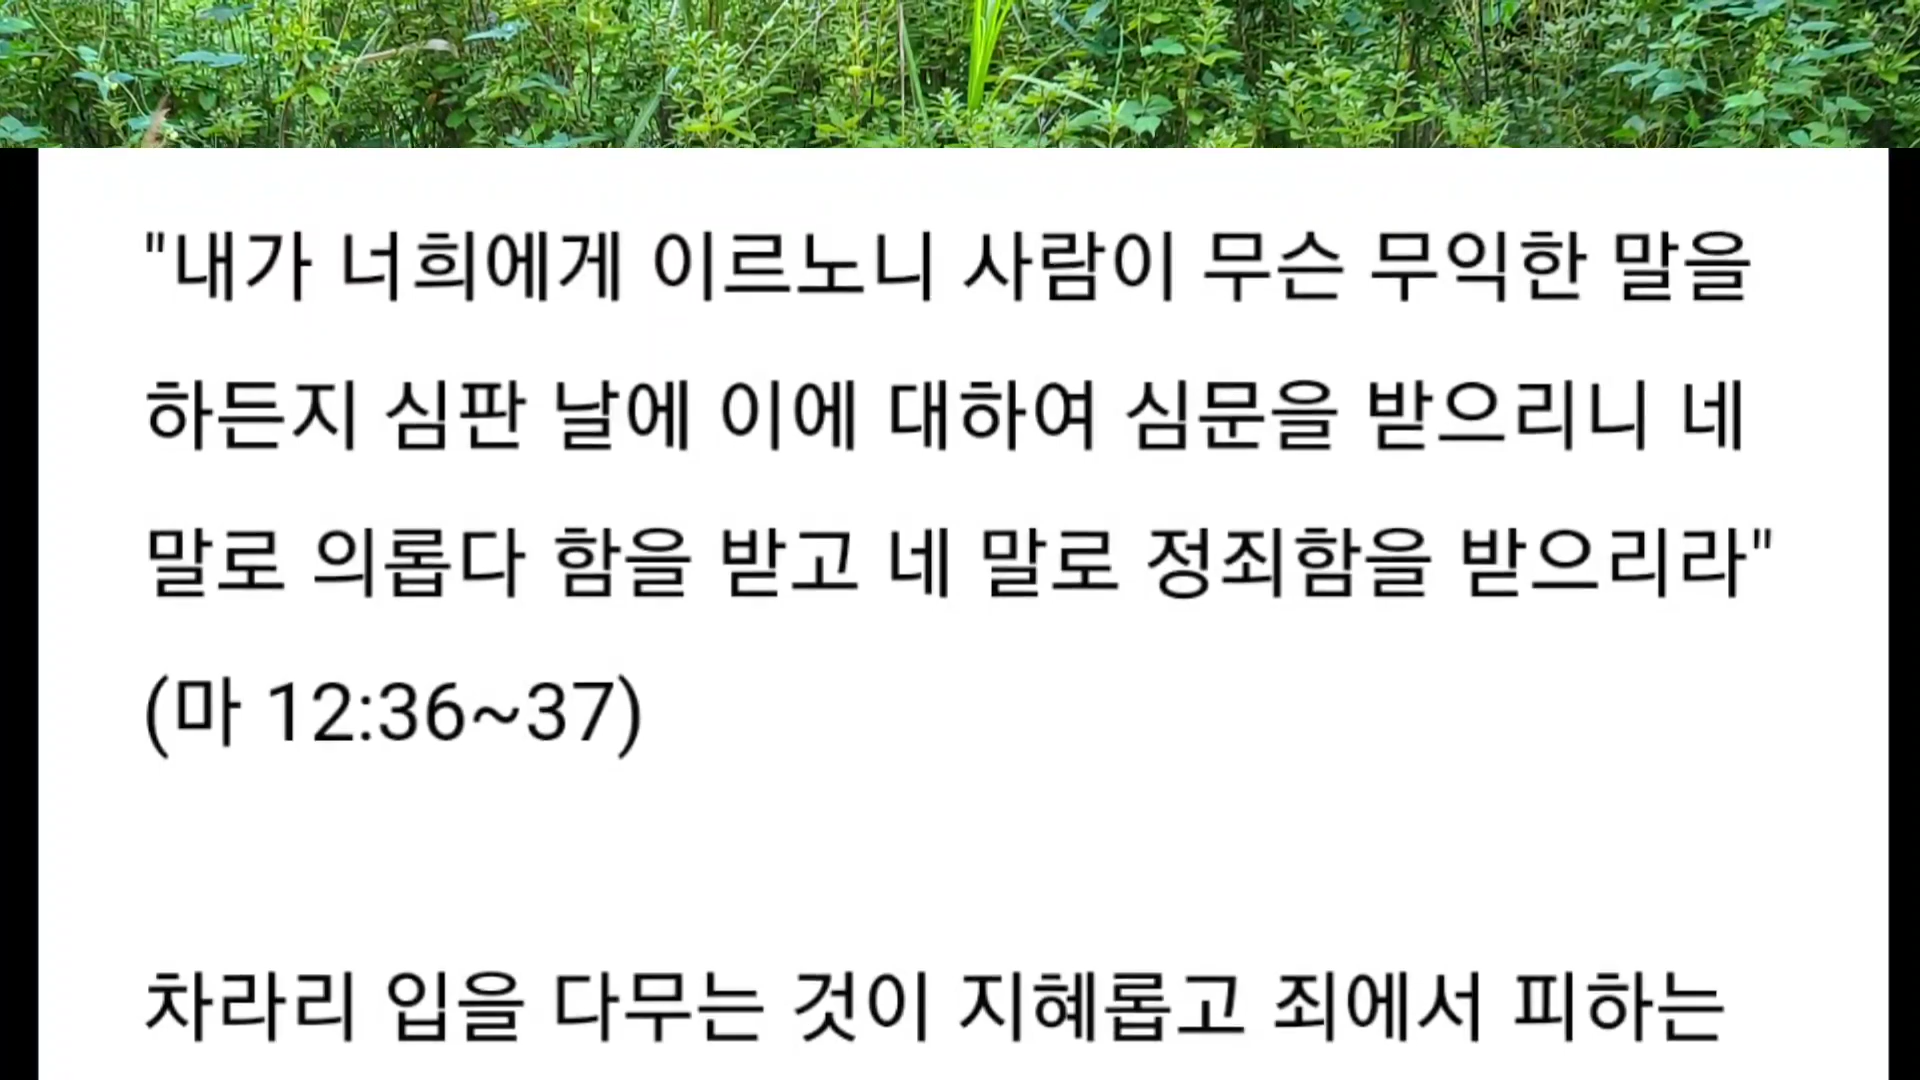 "내가 너희에게 이르노니 사람이 무슨 무익한 말을
하든지 심판 날에 이에 대하여 심문을 받으리니 네
말로 의롭다 함을 받고 네 말로 정죄함을 받으리라"
(마 12:36~37)
차라리 입을 다무는 것이 지혜롭고 죄에서 피하는